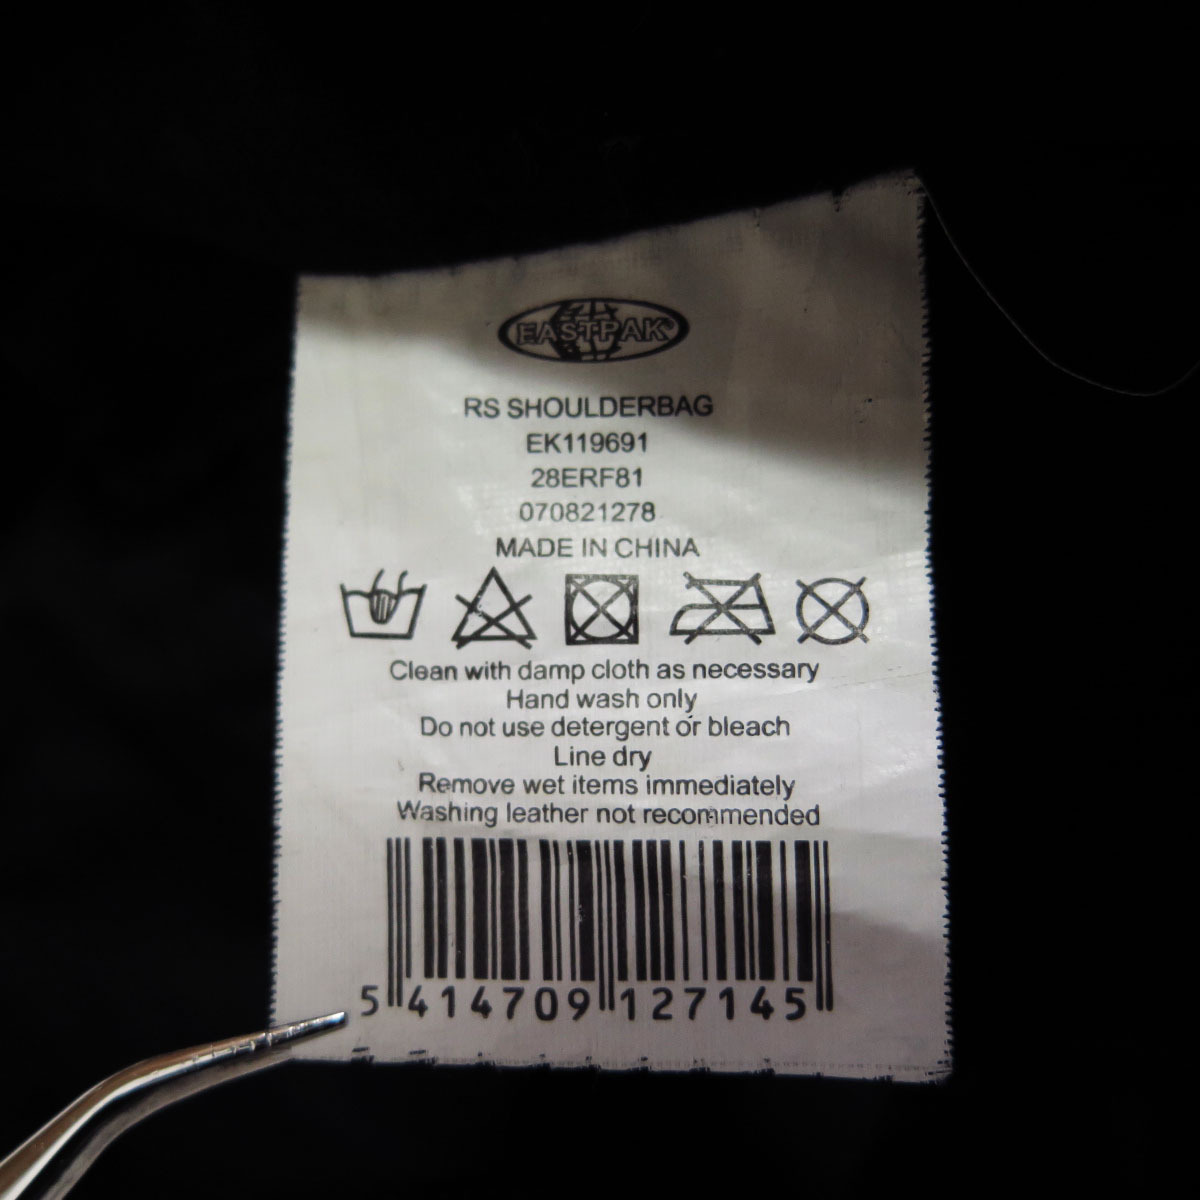 EASTPAK®
RS SHOULDERBAG
EK119691
28ERF81
070821278
MADE IN CHINA
Clean with damp cloth as necessary
Hand wash only
Do not use detergent or bleach
Line dry
Remove wet items immediately
Washing leather not recommended
5 414709 127145